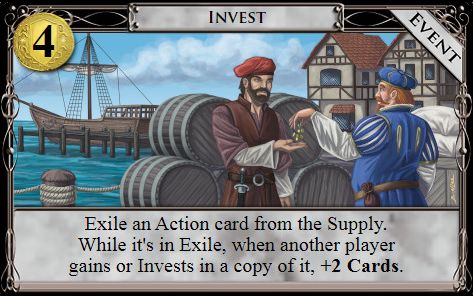 INVEST
4
EVENT
Exile an Action card from the Supply.
While it's in Exile, when another player
gains or Invests in a copy of it, +2 Cards.